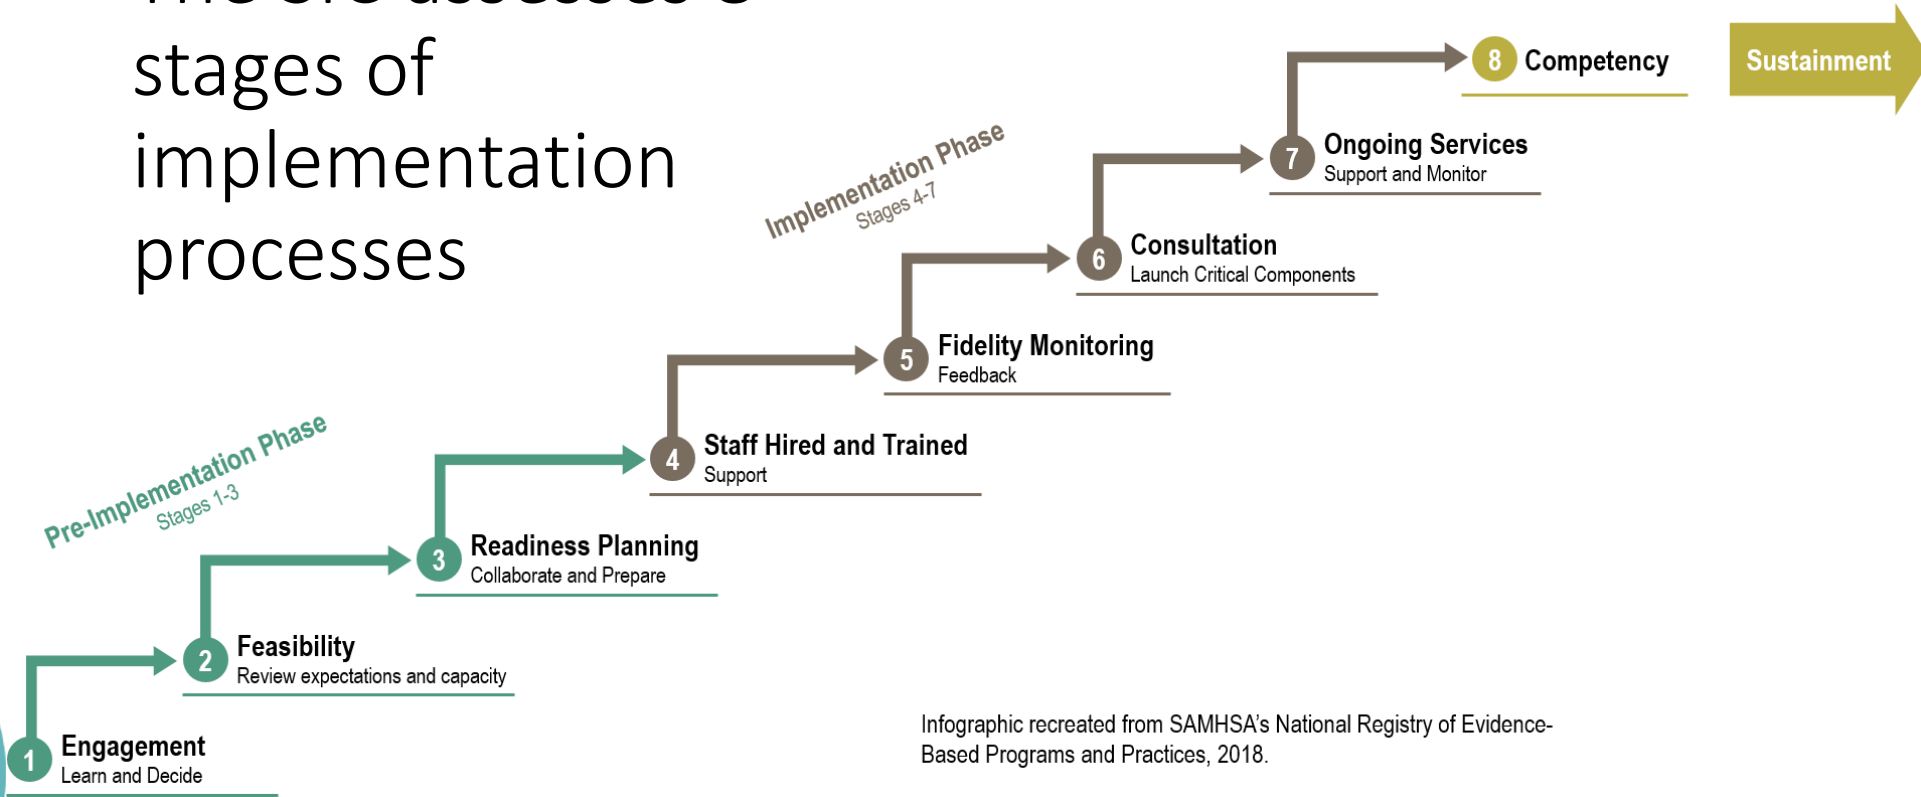 stages of
implementation
processes
8 Competency
Sustainment
7 Ongoing Services
Support and Monitor
Implementation Phase
Stages 4-7
6 Consultation
Launch Critical Components
5 Fidelity Monitoring
Feedback
4 Staff Hired and Trained
Support
Pre-Implementation Phase
Stages 1-3
3 Readiness Planning
Collaborate and Prepare
2 Feasibility
Review expectations and capacity
1 Engagement
Learn and Decide
Infographic recreated from SAMHSA's National Registry of Evidence-
Based Programs and Practices, 2018.